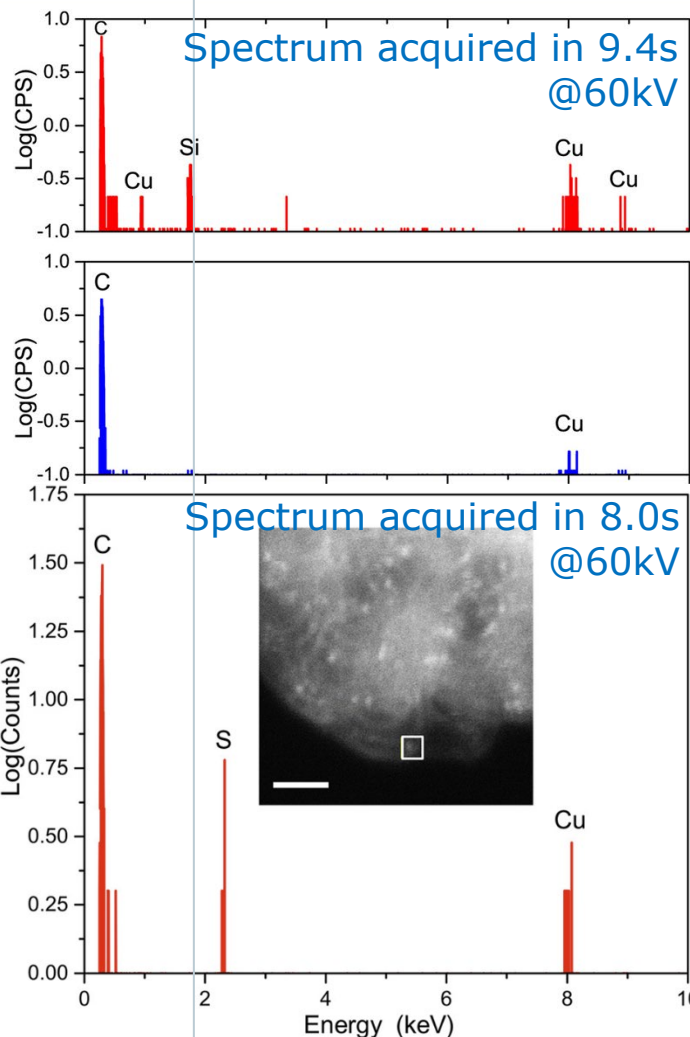 1.0
C
Spectrum acquired in 9.4s
@60kV
0.5
0.0
Si
-0.5
Cu
Cu
Cu
-1.0
Log(CPS)
1.0
C
0.5
0.0
-0.5
Cu
-1.0
Log(CPS)
1.75
Spectrum acquired in 8.0s
@60kV
C
1.50
1.25
1.00
S
0.75
Cu
0.50
0.25
0.00
Log(Counts)
0 2 4 6 8 10
Energy (keV)